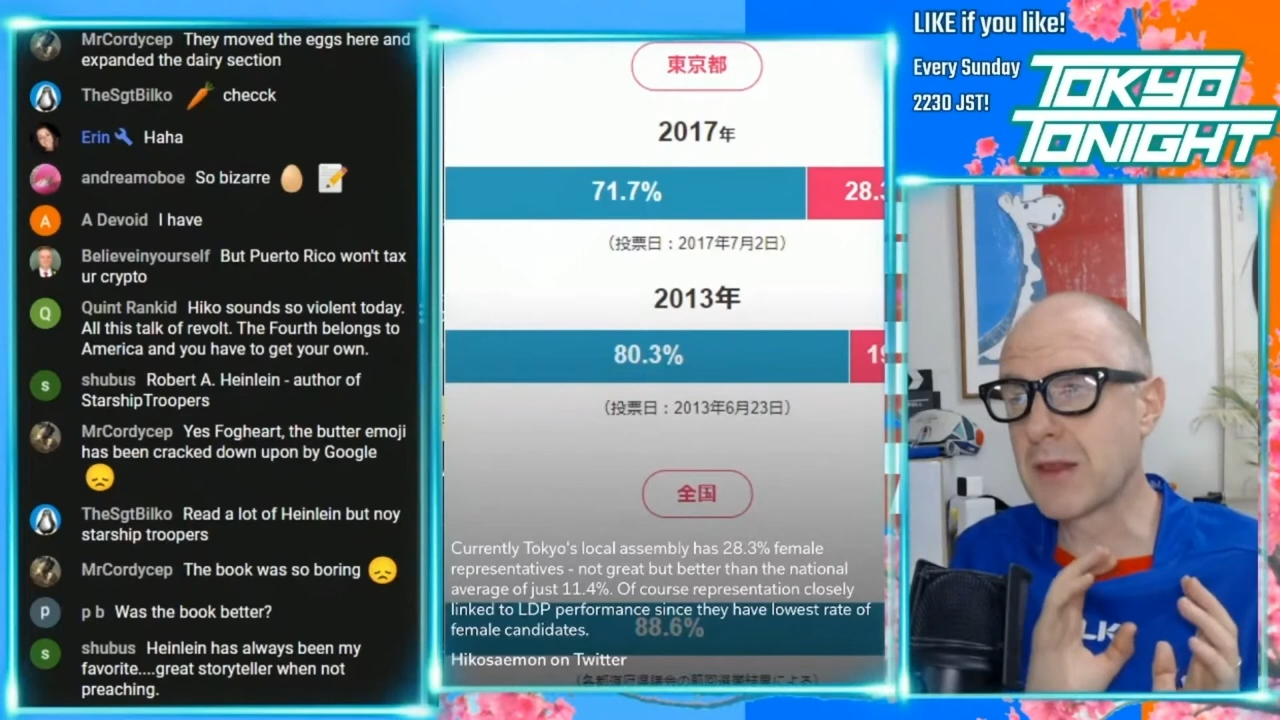 MrCordycep They moved the eggs here and
expanded the dairy section
TheSgtBilko 🥕 checck
Erin 🔧 Haha
andreamoboe So bizarre 🥚 📝
A
A Devoid I have
Believeinyourself But Puerto Rico won't tax
ur crypto
Q
Quint Rankid Hiko sounds so violent today.
All this talk of revolt. The Fourth belongs to
America and you have to get your own.
s
shubus Robert A. Heinlein - author of
StarshipTroopers
MrCordycep Yes Fogheart, the butter emoji
has been cracked down upon by Google
😞
TheSgtBilko Read a lot of Heinlein but noy
starship troopers
MrCordycep The book was so boring 😞
p
p b Was the book better?
s
shubus Heinlein has always been my
favorite....great storyteller when not
preaching.
東京都
2017年
71.7% 28.3
(投票日：2017年7月2日)
2013年
80.3% 19
(投票日：2013年6月23日)
全国
Currently Tokyo's local assembly has 28.3% female
representatives - not great but better than the national
average of just 11.4%. Of course representation closely
linked to LDP performance since they have lowest rate of
female candidates.
88.6%
Hikosaemon on Twitter
LIKE if you like!
Every Sunday
2230 JST!
TOKYO
TONIGHT